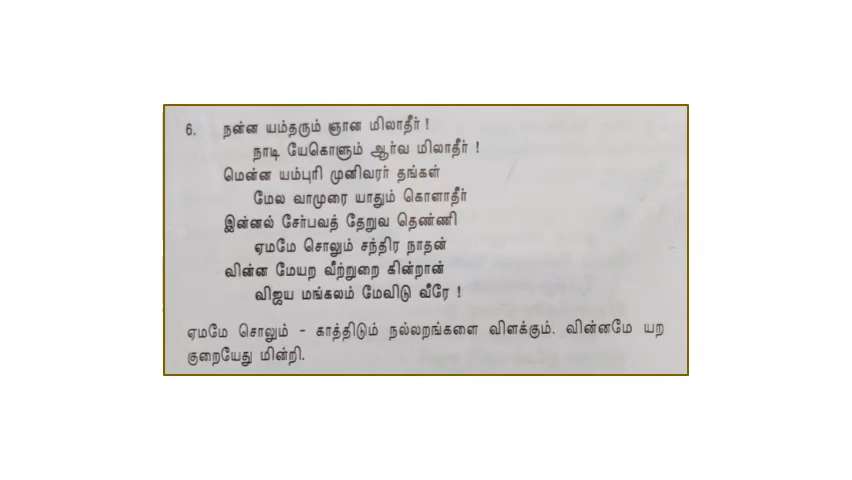 6. நன்ன யம்தரும் ஞான மிலாதீர் !
நாடி யேகொளும் ஆர்வ மிலாதீர் !
மென்ன யம்புரி முனிவரர் தங்கள்
மேல வாமுரை யாதும் கொளாதீர்
இன்னல் சேர்பவத் தேறுவ தெண்ணி
ஏமமே சொலும் சந்திர நாதன்
வின்ன மேயற வீற்றுறை கின்றான்
விஜய மங்கலம் மேவிடு வீரே !
ஏமமே சொலும் - காத்திடும் நல்லறங்களை விளக்கும். வின்னமே யற
குறையேது மின்றி.